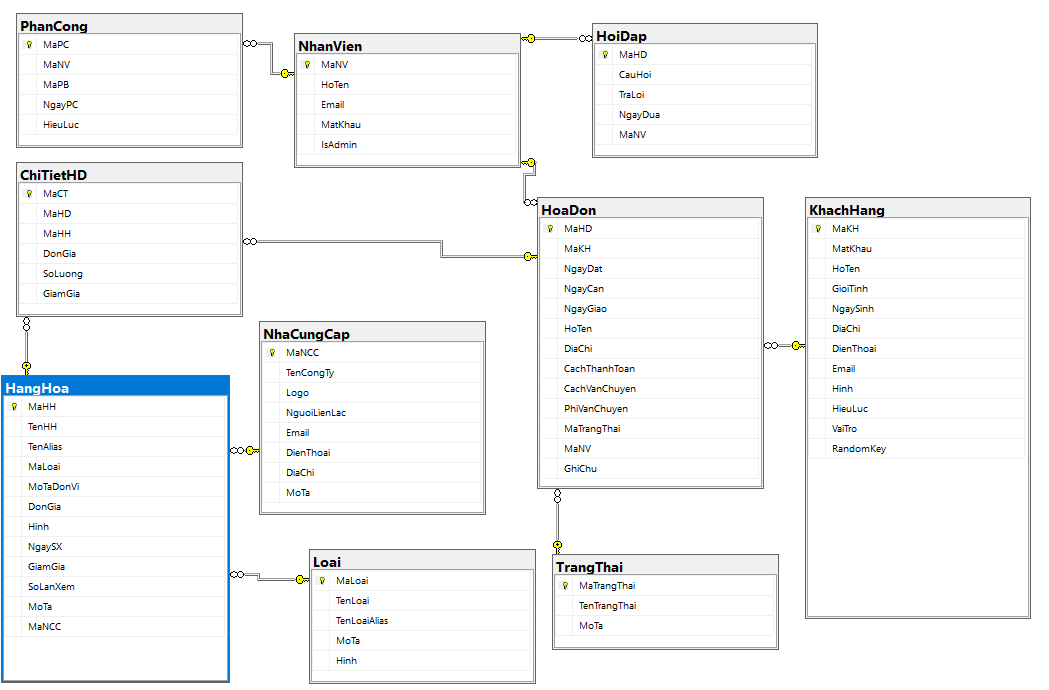 PhanCong
MaPC
MaNV
MaPB
NgayPC
HieuLuc
NhanVien
MaNV
HoTen
Email
MatKhau
IsAdmin
HoiDap
MaHD
CauHoi
TraLoi
NgayDua
MaNV
ChiTietHD
MaCT
MaHD
MaHH
DonGia
SoLuong
GiamGia
HoaDon
MaHD
MaKH
NgayDat
NgayCan
NgayGiao
HoTen
DiaChi
CachThanhToan
CachVanChuyen
PhiVanChuyen
MaTrangThai
MaNV
GhiChu
KhachHang
MaKH
MatKhau
HoTen
GioiTinh
NgaySinh
DiaChi
DienThoai
Email
Hinh
HieuLuc
VaiTro
RandomKey
NhaCungCap
MaNCC
TenCongTy
Logo
NguoiLienLac
Email
DienThoai
DiaChi
MoTa
HangHoa
MaHH
TenHH
TenAlias
MaLoai
MoTaDonVi
DonGia
Hinh
NgaySX
GiamGia
SoLanXem
MoTa
MaNCC
Loai
MaLoai
TenLoai
TenLoaiAlias
MoTa
Hinh
TrangThai
MaTrangThai
TenTrangThai
MoTa